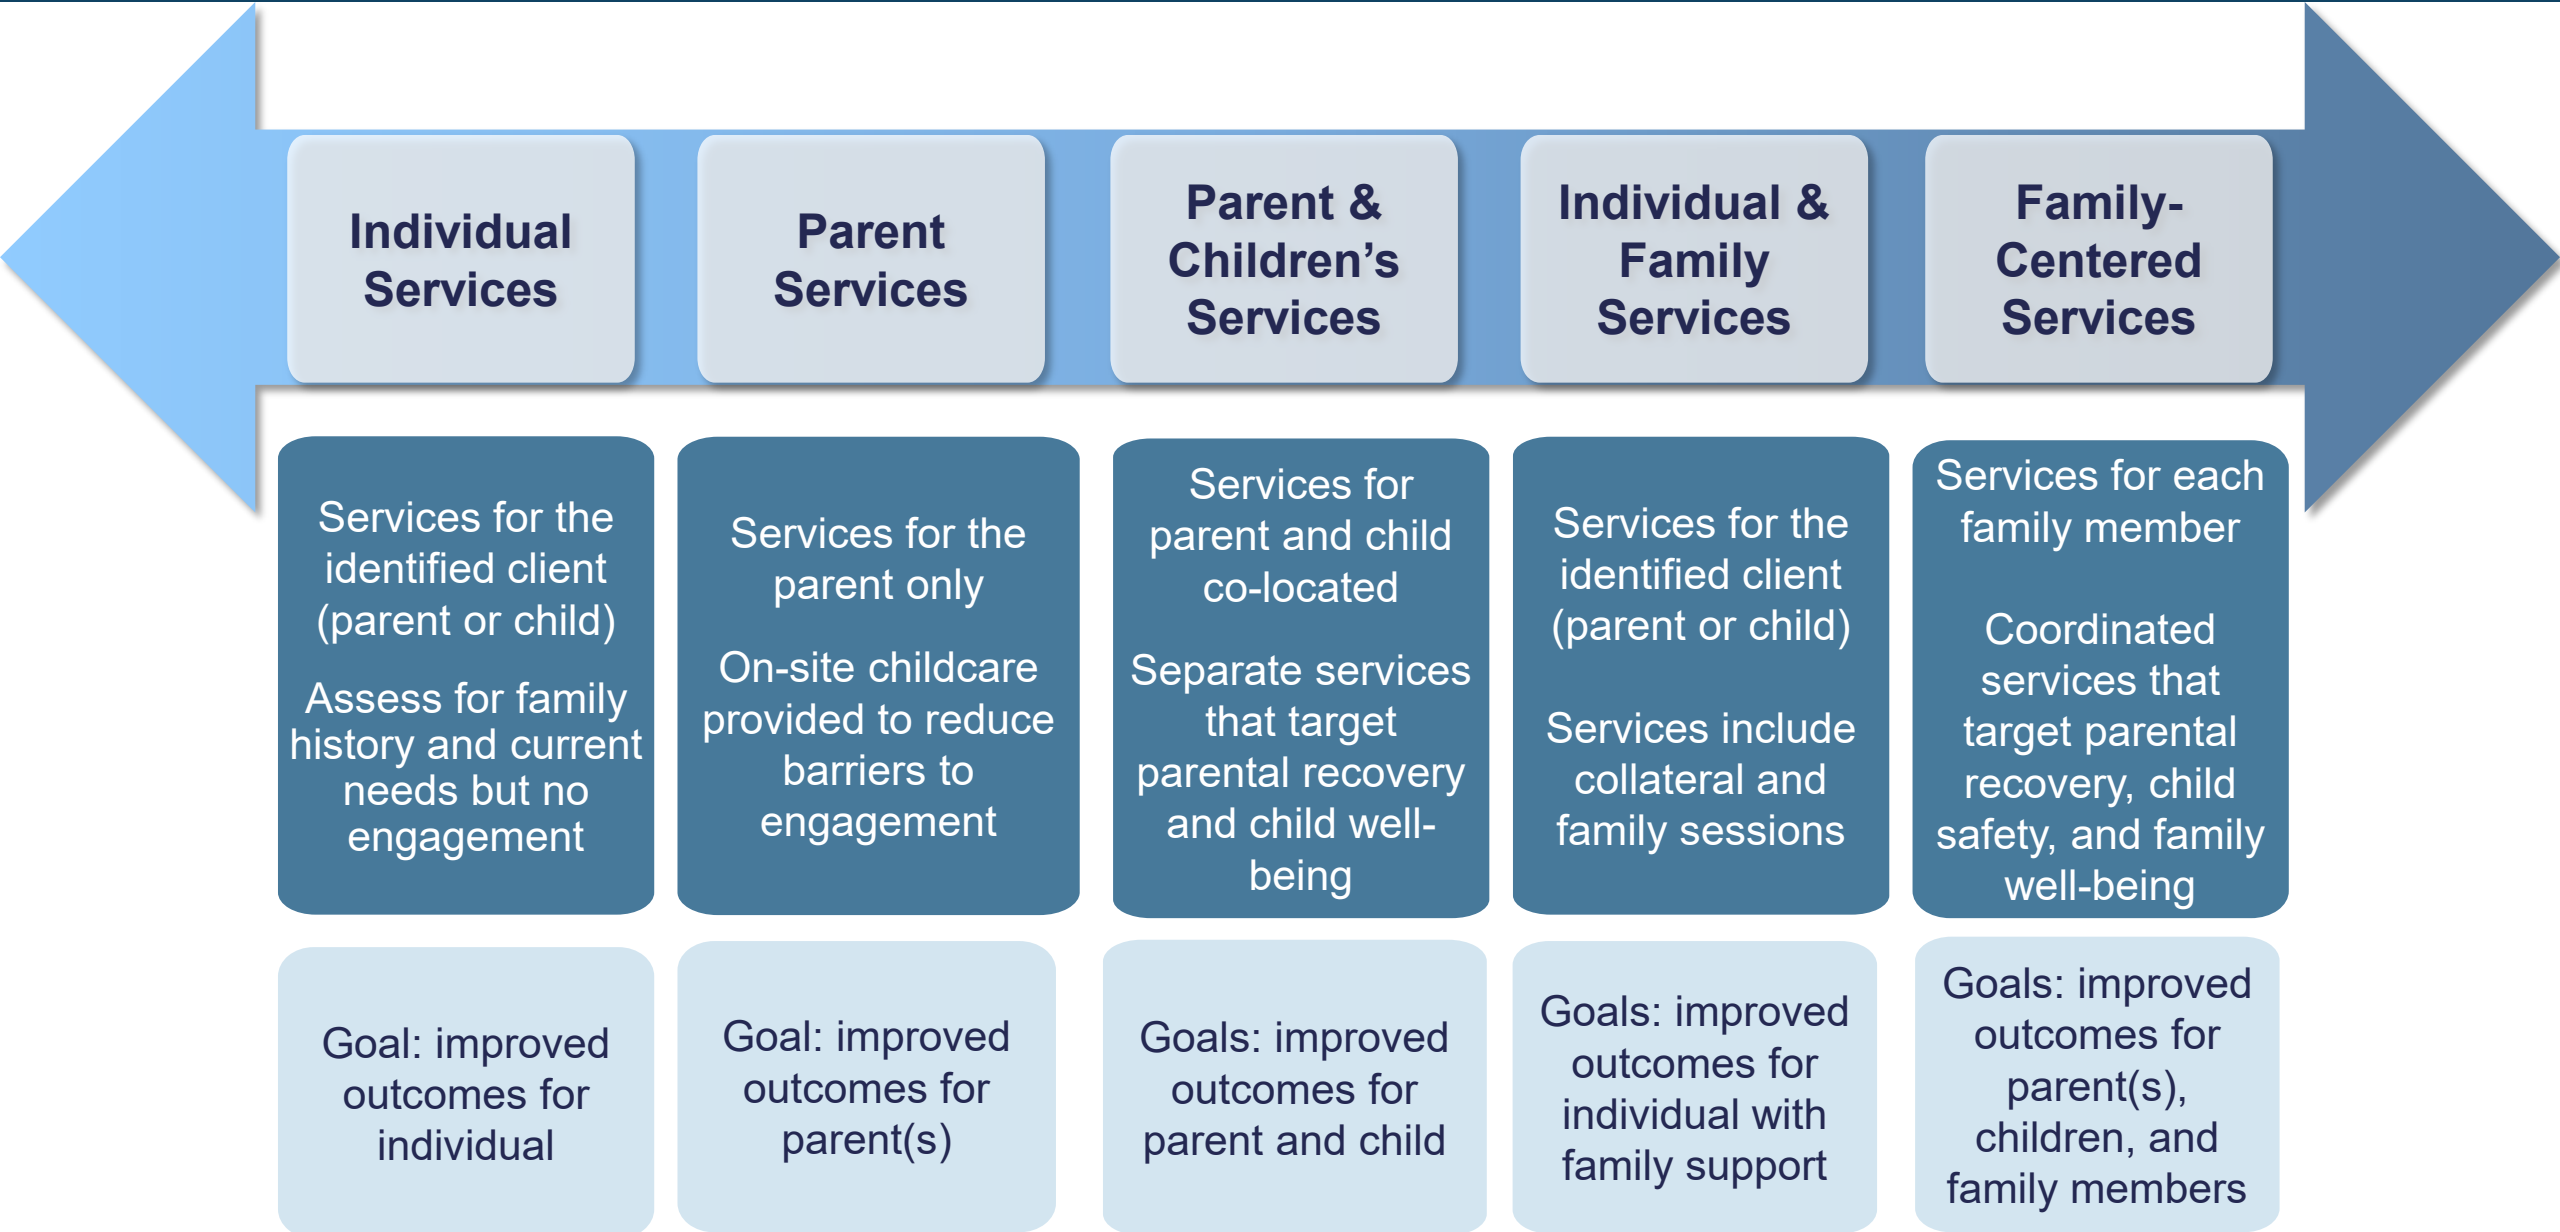 Individual
Services
Parent
Services
Parent &
Children’s
Services
Individual &
Family
Services
Family-
Centered
Services
Services for the
identified client
(parent or child)
Assess for family
history and current
needs but no
engagement
Services for the
parent only
On-site childcare
provided to reduce
barriers to
engagement
Services for
parent and child
co-located
Separate services
that target
parental recovery
and child well-
being
Services for the
identified client
(parent or child)
Services include
collateral and
family sessions
Services for each
family member
Coordinated
services that
target parental
recovery, child
safety, and family
well-being
Goal: improved
outcomes for
individual
Goal: improved
outcomes for
parent(s)
Goals: improved
outcomes for
parent and child
Goals: improved
outcomes for
individual with
family support
Goals: improved
outcomes for
parent(s),
children, and
family members